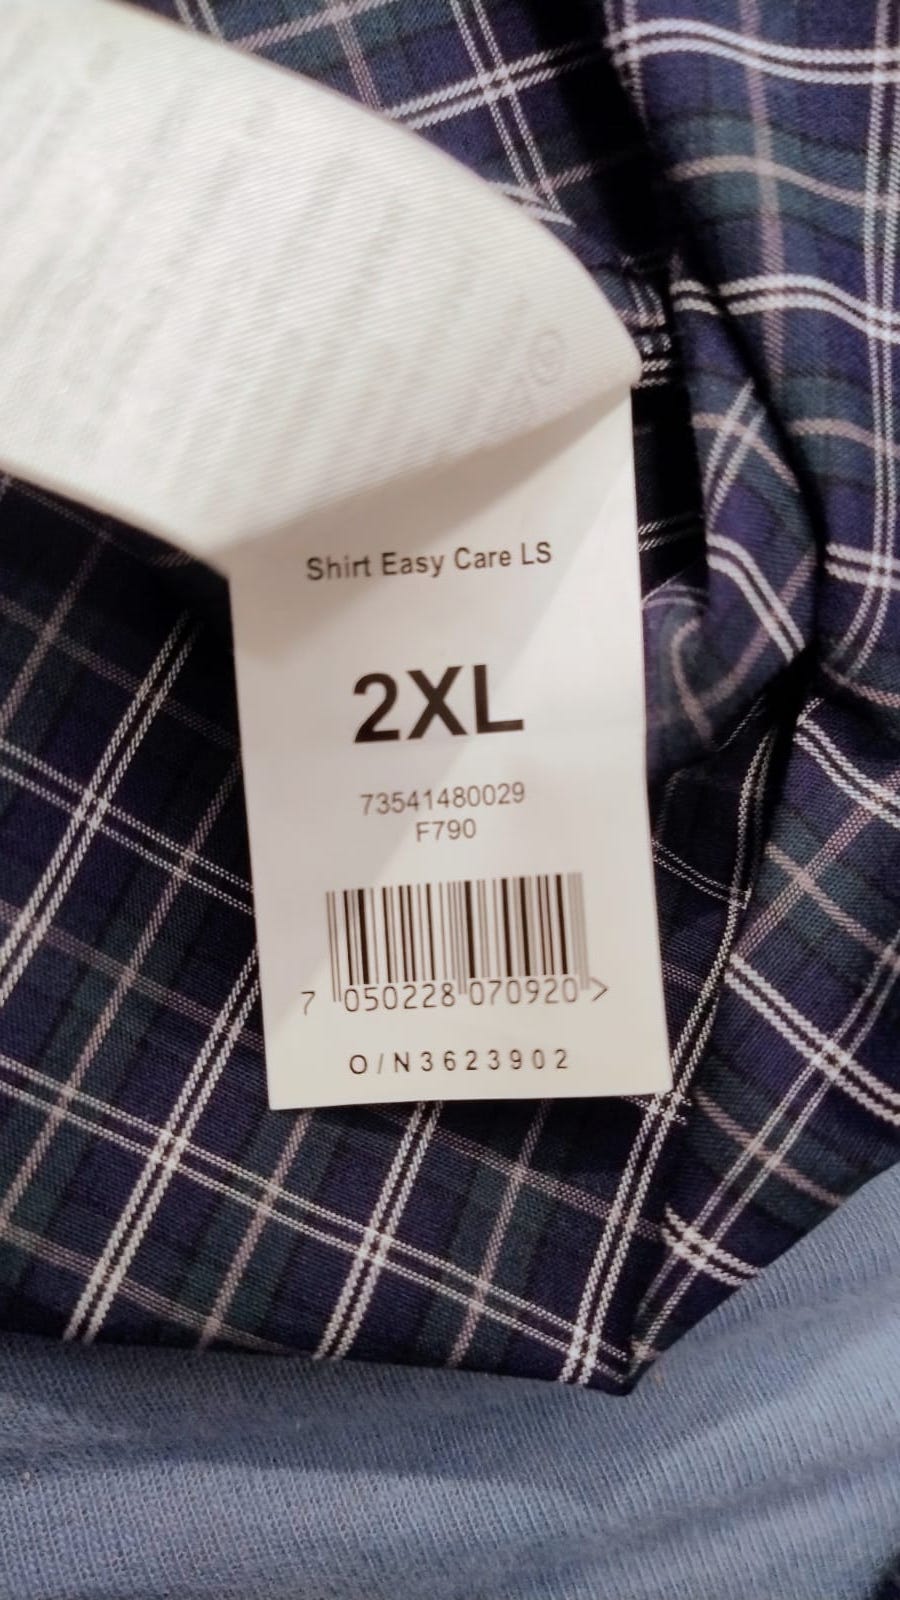 Shirt Easy Care LS
2XL
73541480029
F790
7 050228 070920 >
O/N3623902